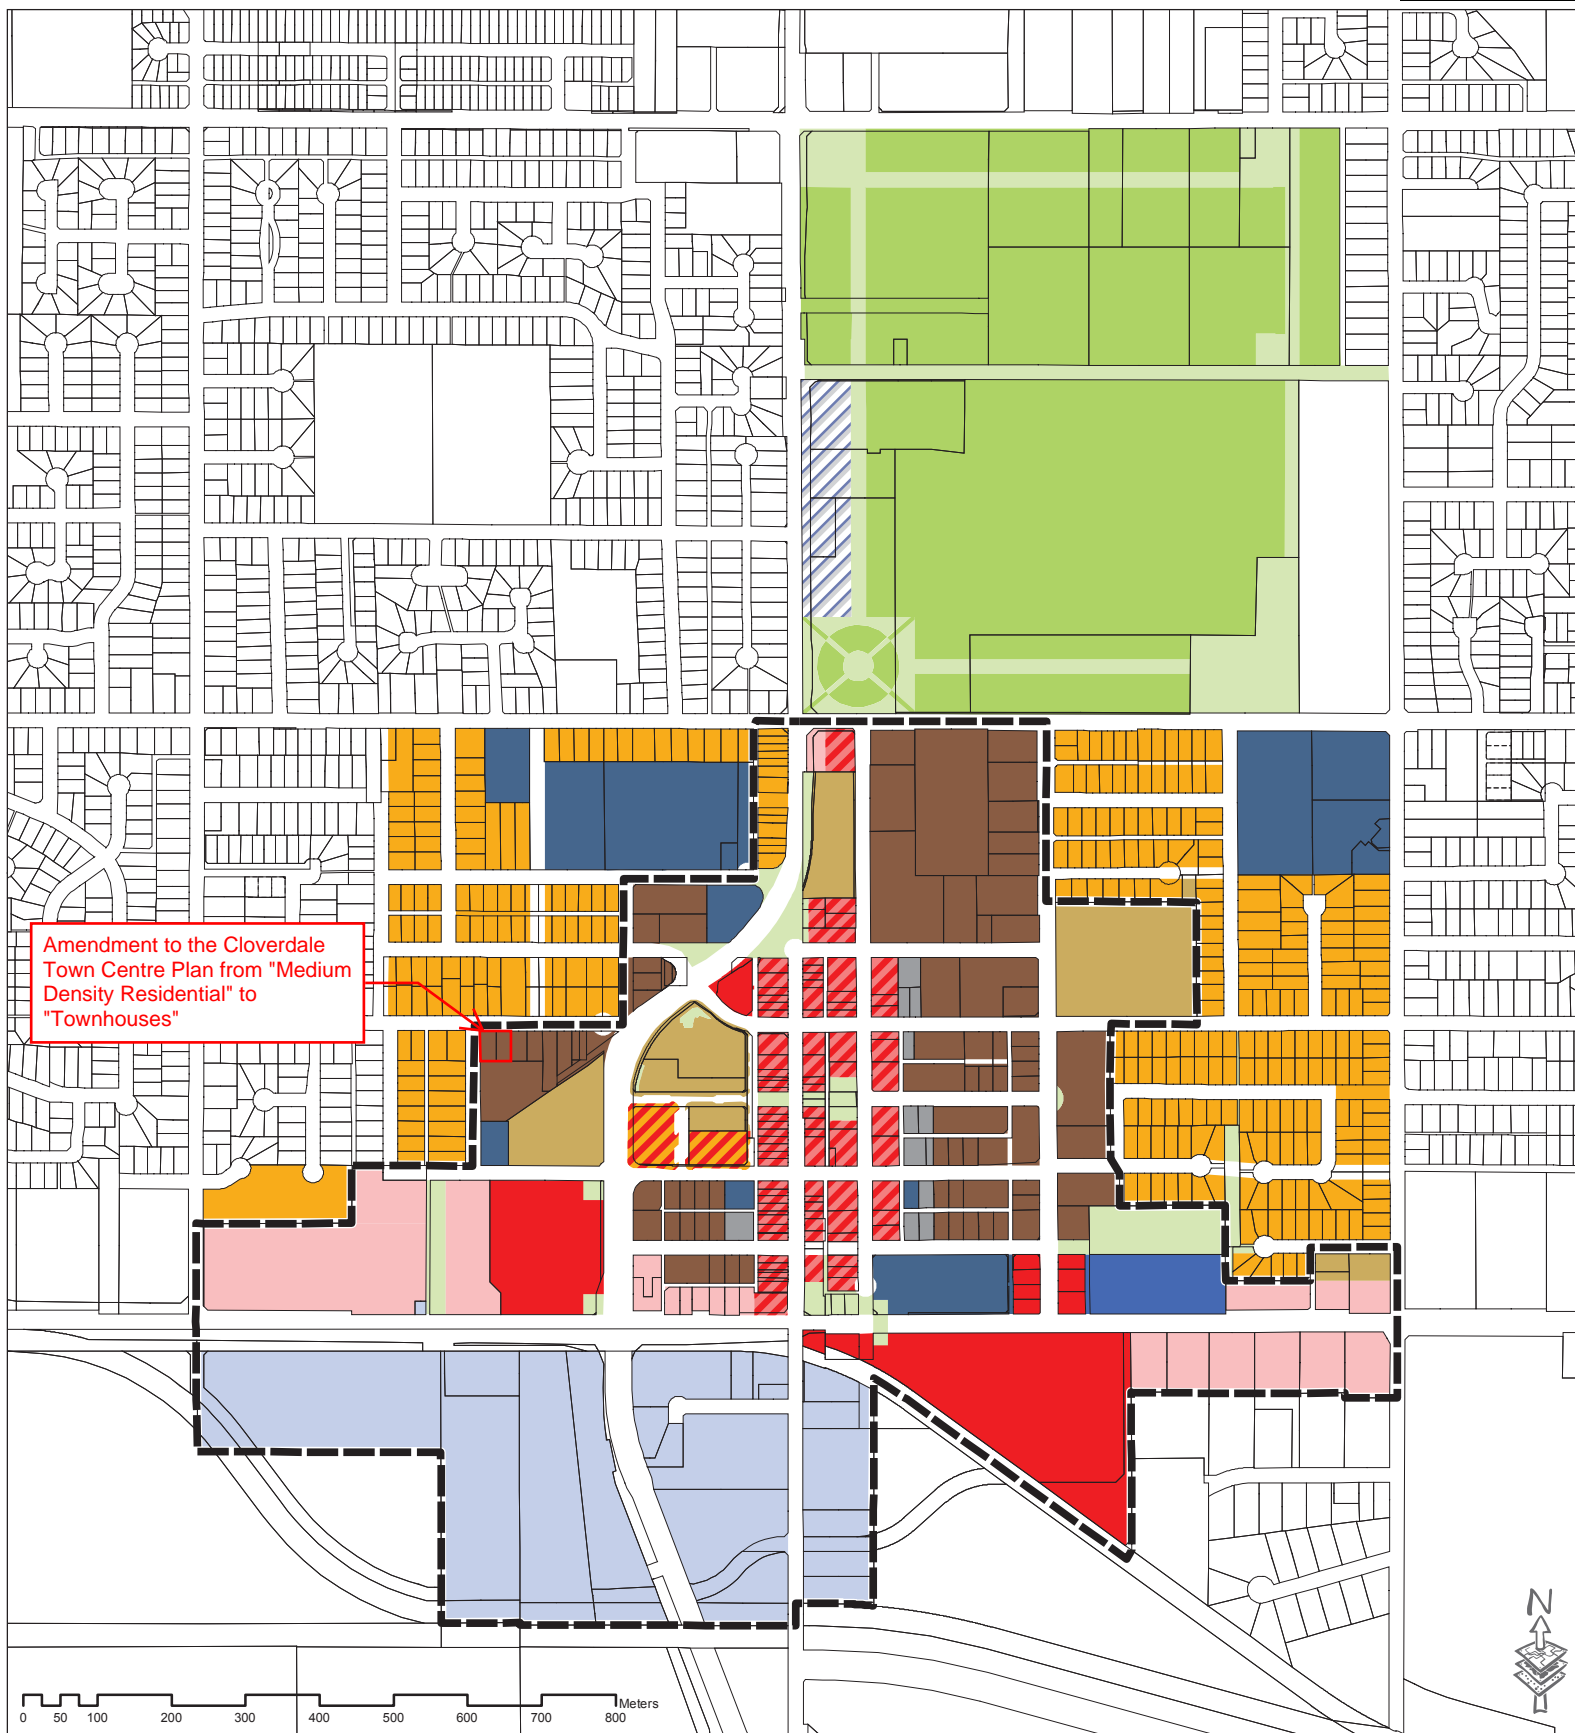 Amendment to the Cloverdale
Town Centre Plan from "Medium
Density Residential" to
"Townhouses"
N
Meters
0 50 100 200 300 400 500 600 700 800